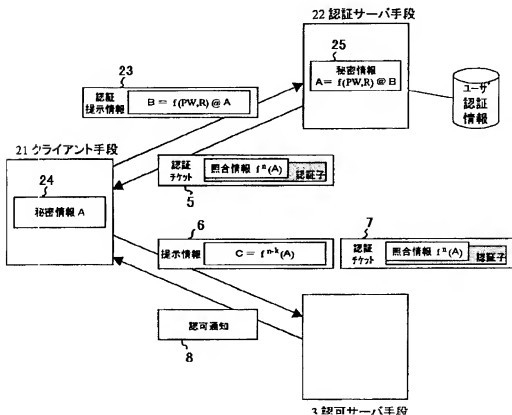 22 認証サーバ手段
25
秘密情報
A= f(PW,R)@B
ユーザ
認証
情報
23
認証
提示情報
B = f(PW,R)@A
21 クライアント手段
24
秘密情報 A
認証
チケット
照合情報 fⁿ(A)
認証子
5
6
提示情報
C = fⁿ⁻ᵏ(A)
7
認証
チケット
照合情報 fⁿ(A)
認証子
認可通知
8
3 認可サーバ手段